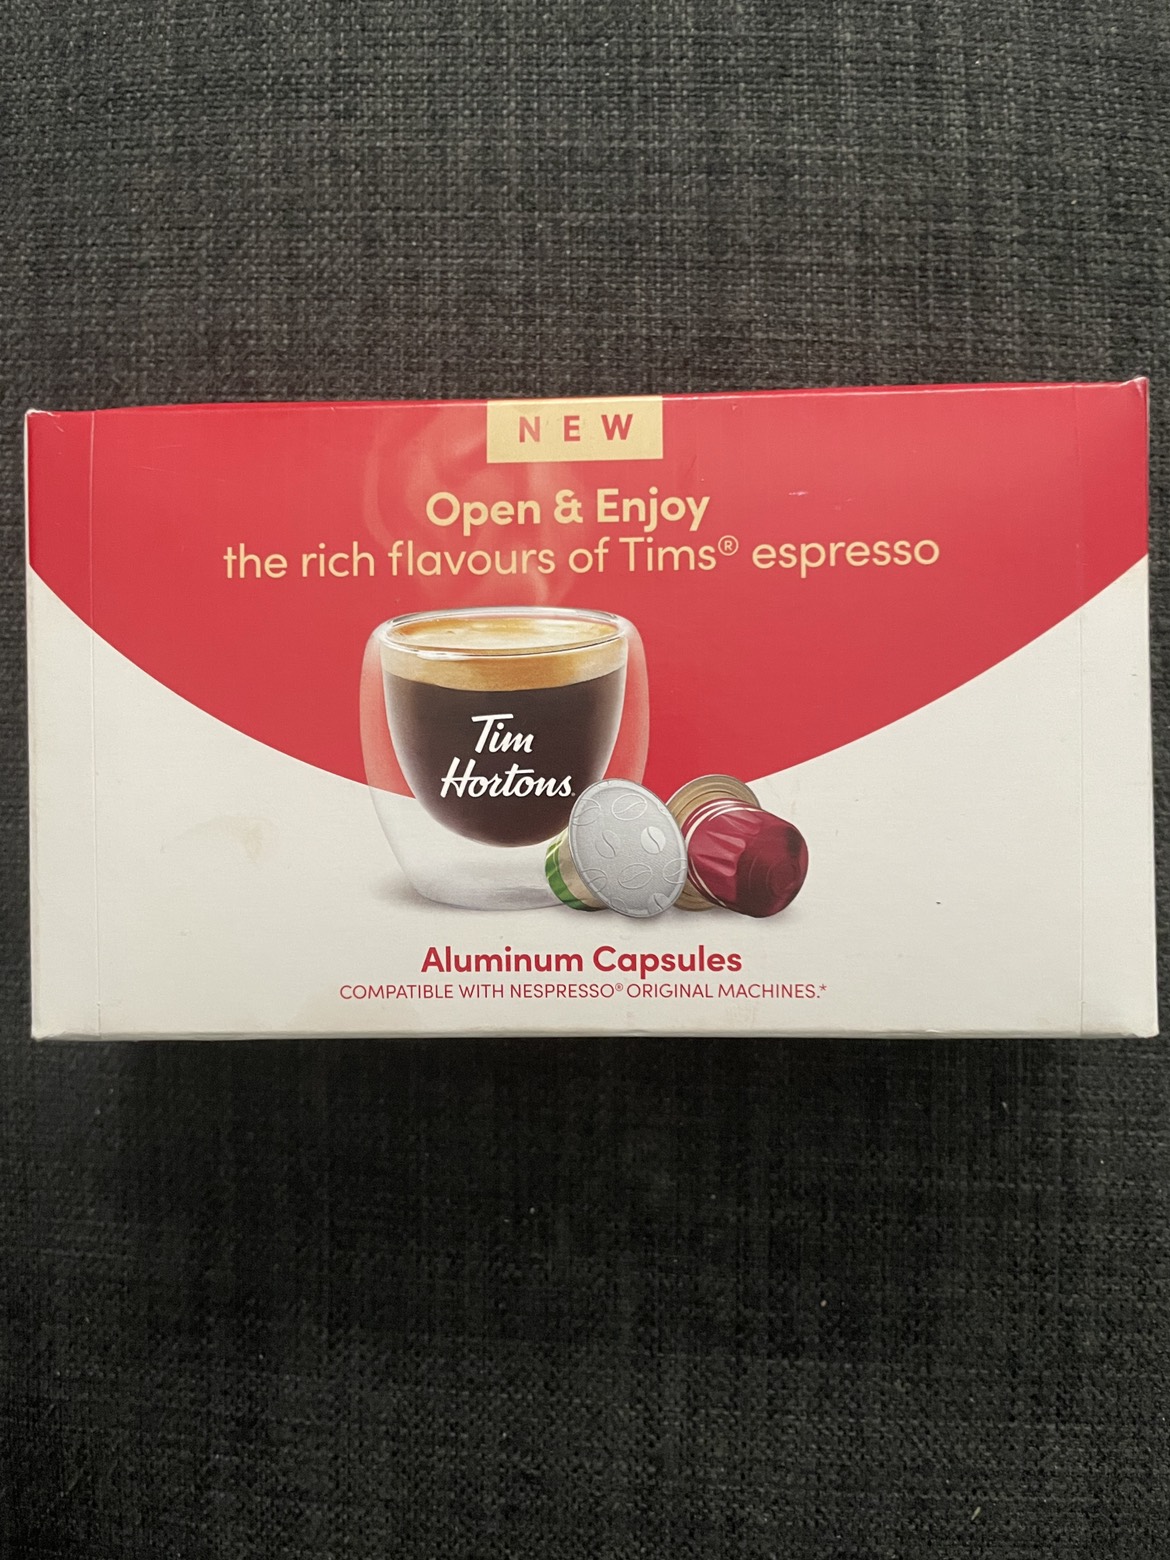 NEW
Open & Enjoy
the rich flavours of Tims® espresso
Tim
Hortons®
Aluminum Capsules
COMPATIBLE WITH NESPRESSO® ORIGINAL MACHINES.*